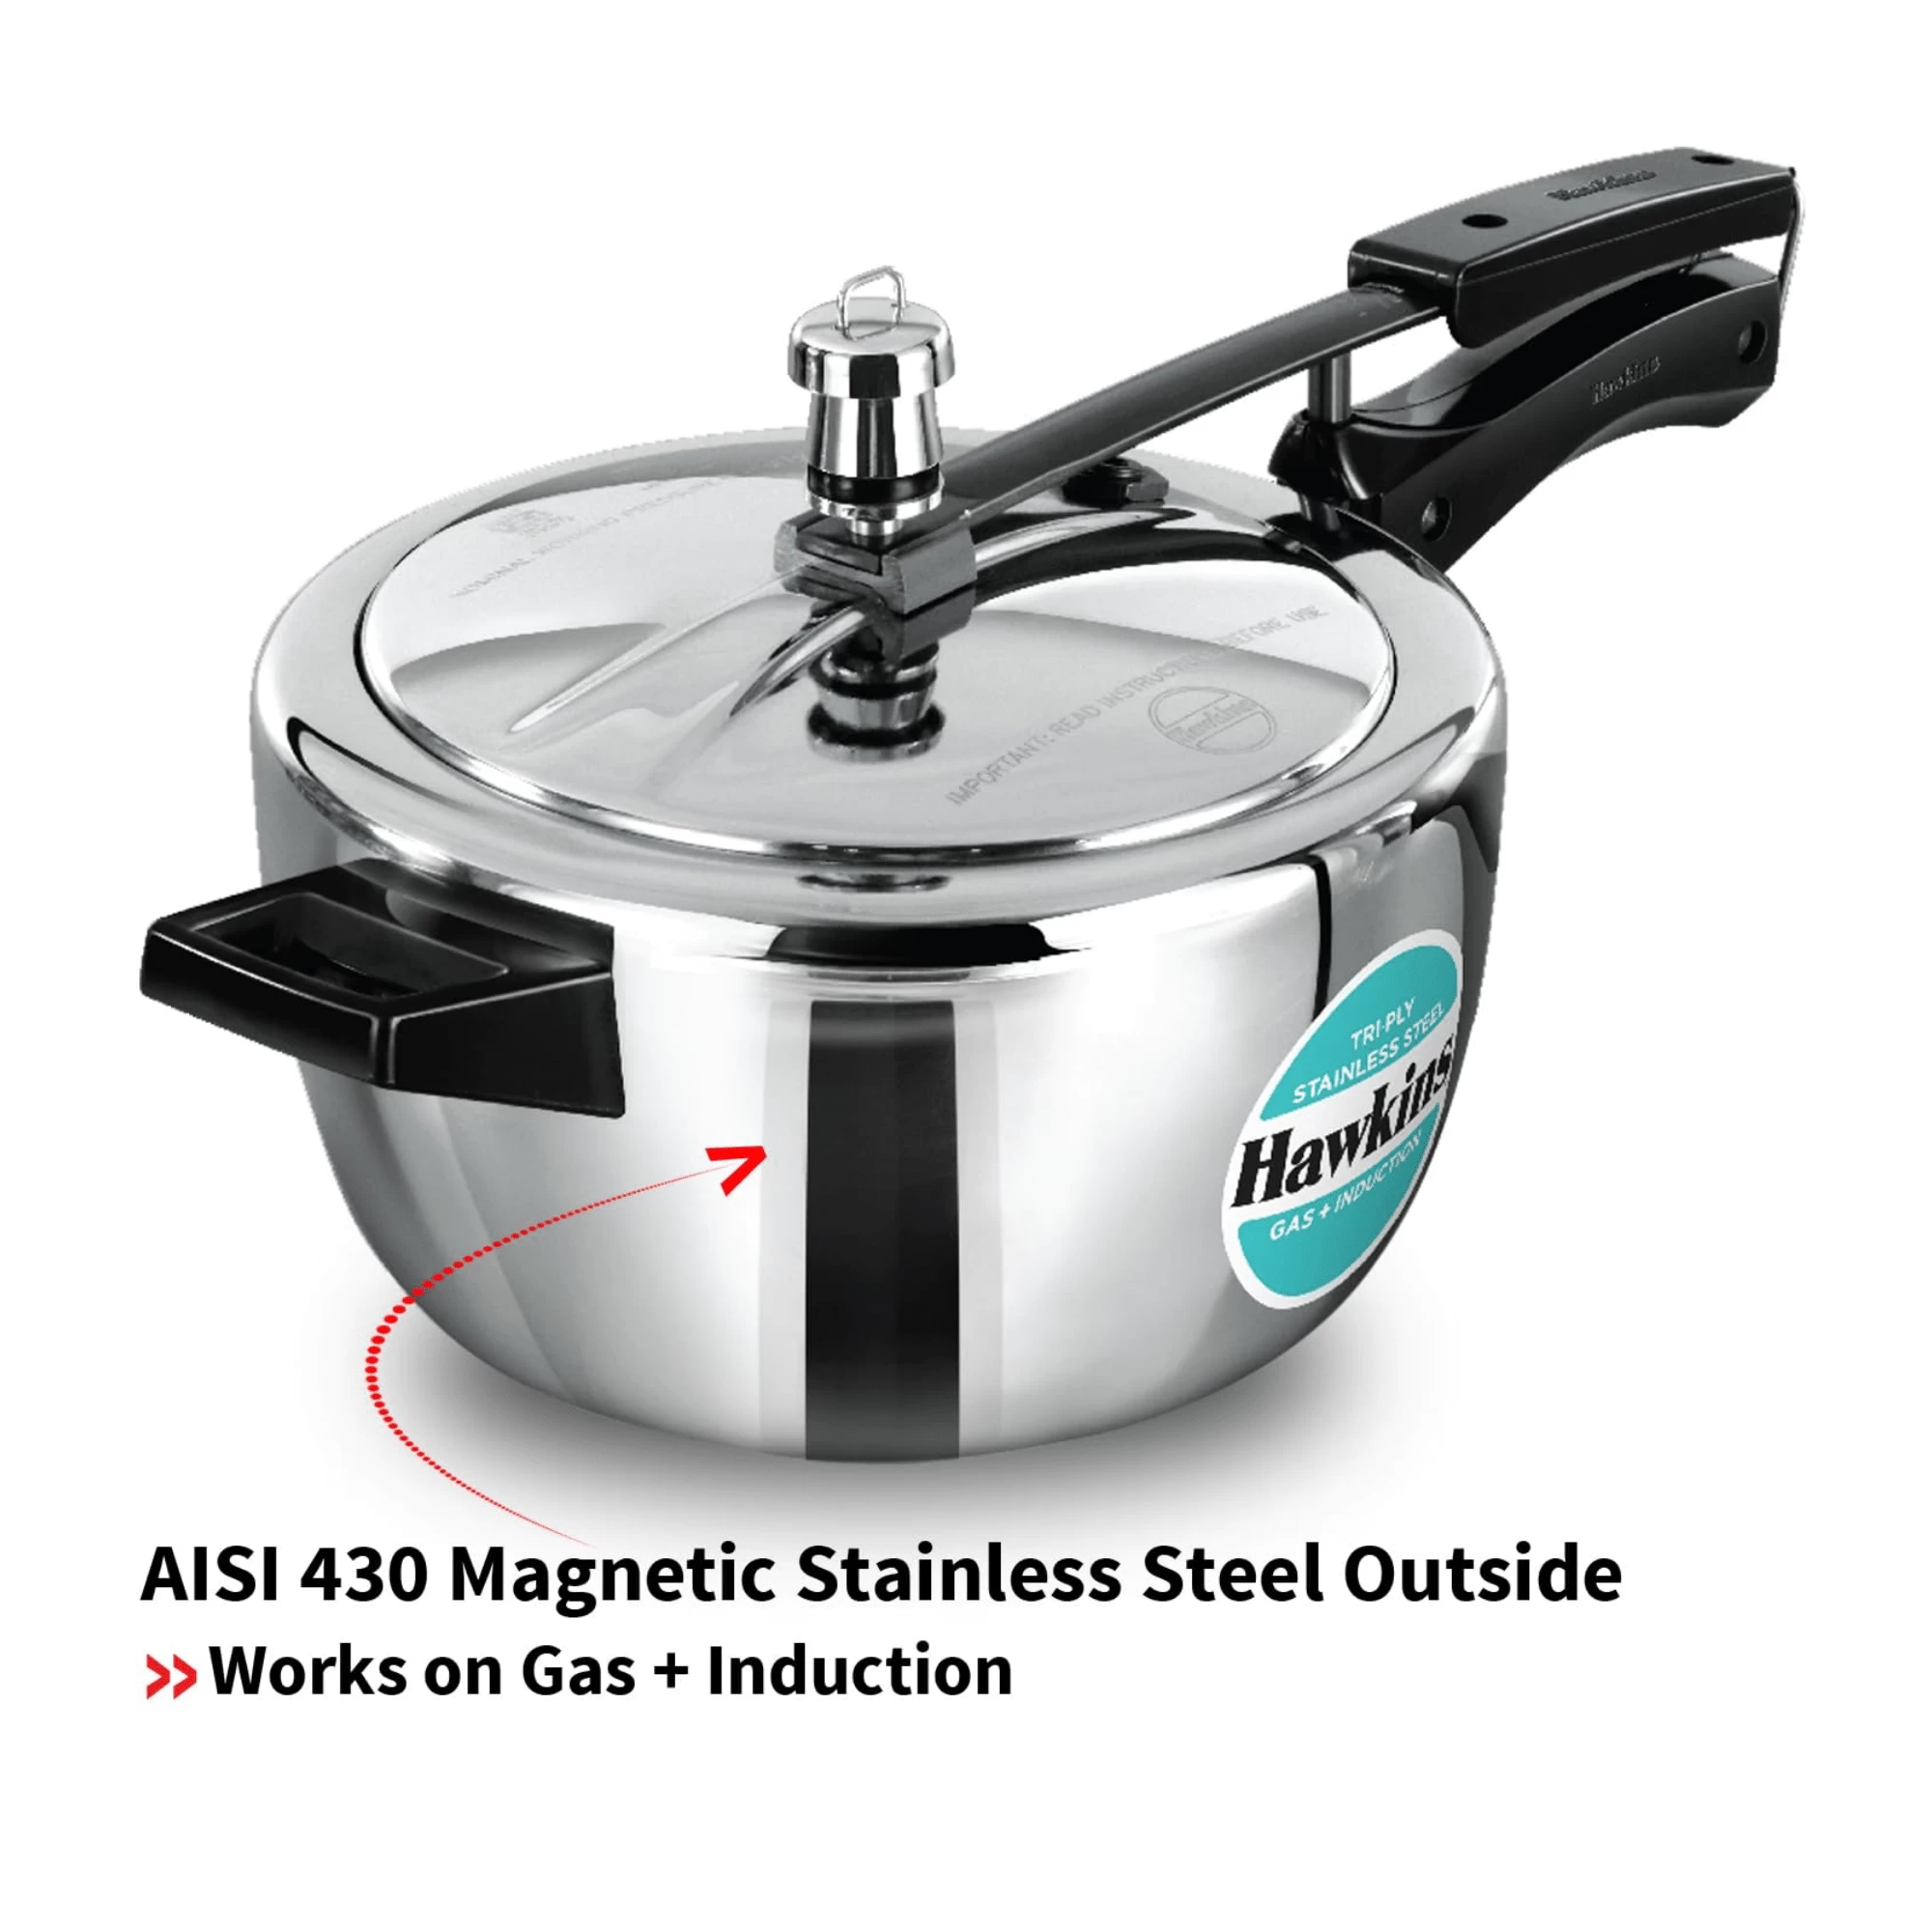 Hawkins
Hawkins
IMPORTANT: READ INSTRUCTIONS BEFORE USE
Hawkins
TRI-PLY
STAINLESS STEEL
Hawkins
GAS + INDUCTION
AISI 430 Magnetic Stainless Steel Outside
>> Works on Gas + Induction